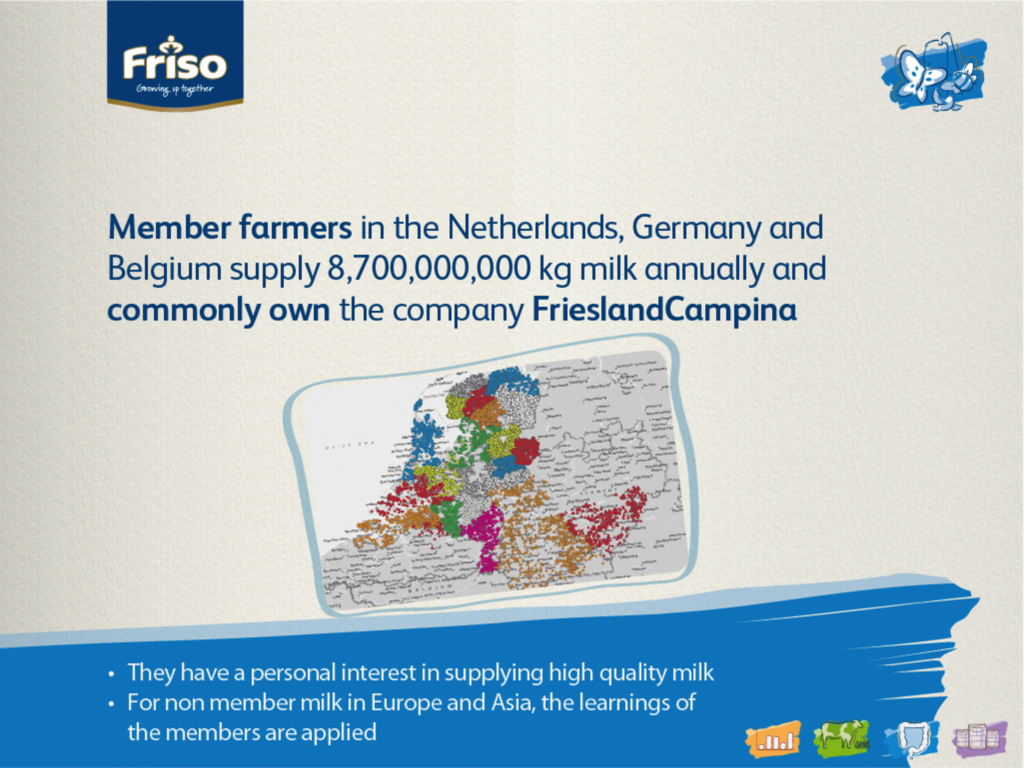 Friso
Growing up together
Member farmers in the Netherlands, Germany and
Belgium supply 8,700,000,000 kg milk annually and
commonly own the company FrieslandCampina
BELGIUM
• They have a personal interest in supplying high quality milk
• For non member milk in Europe and Asia, the learnings of
the members are applied